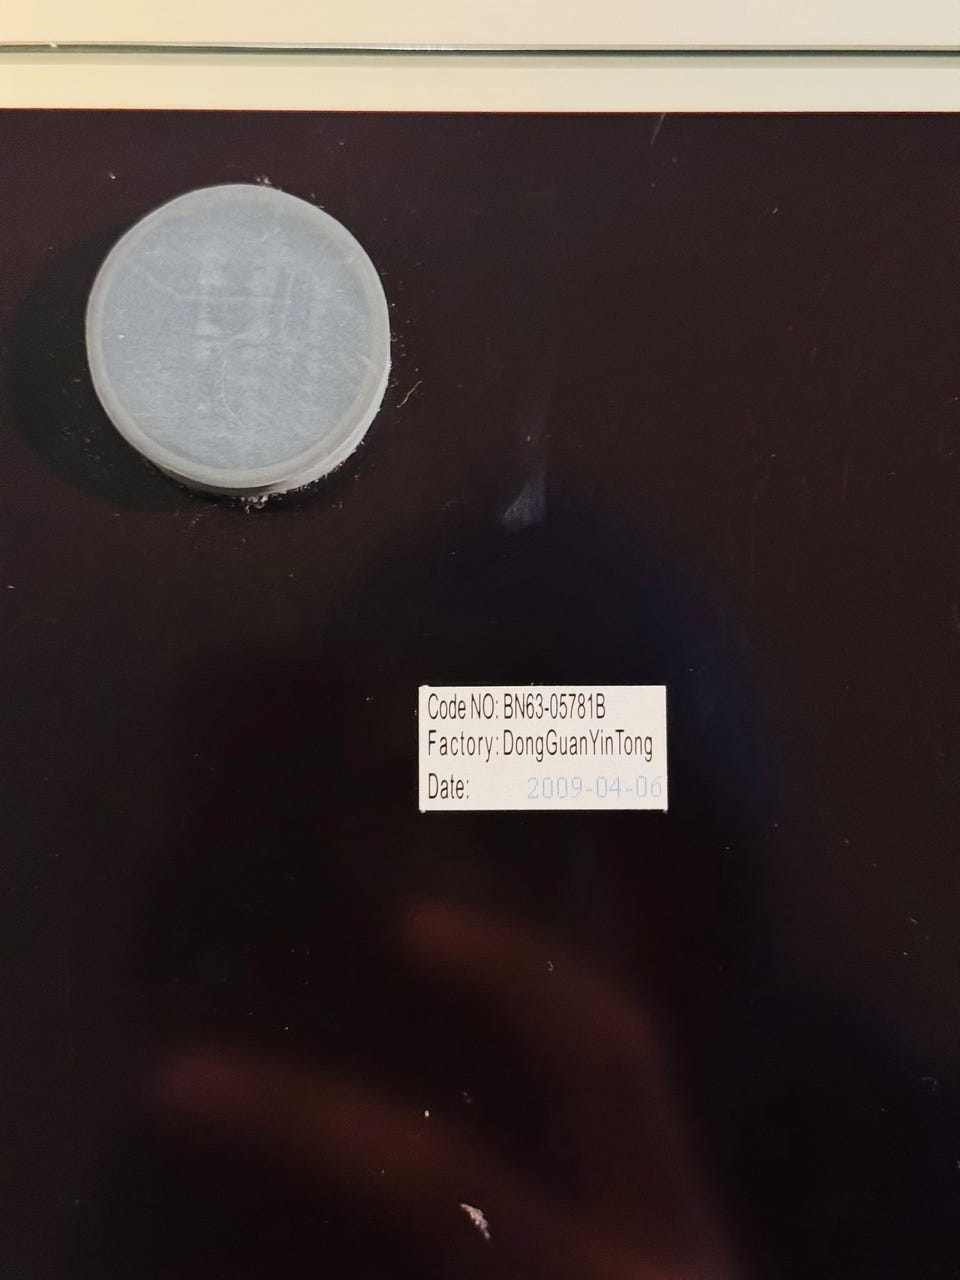 Code NO: BN63-05781B
Factory: DongGuanYinTong
Date: 2009-04-06